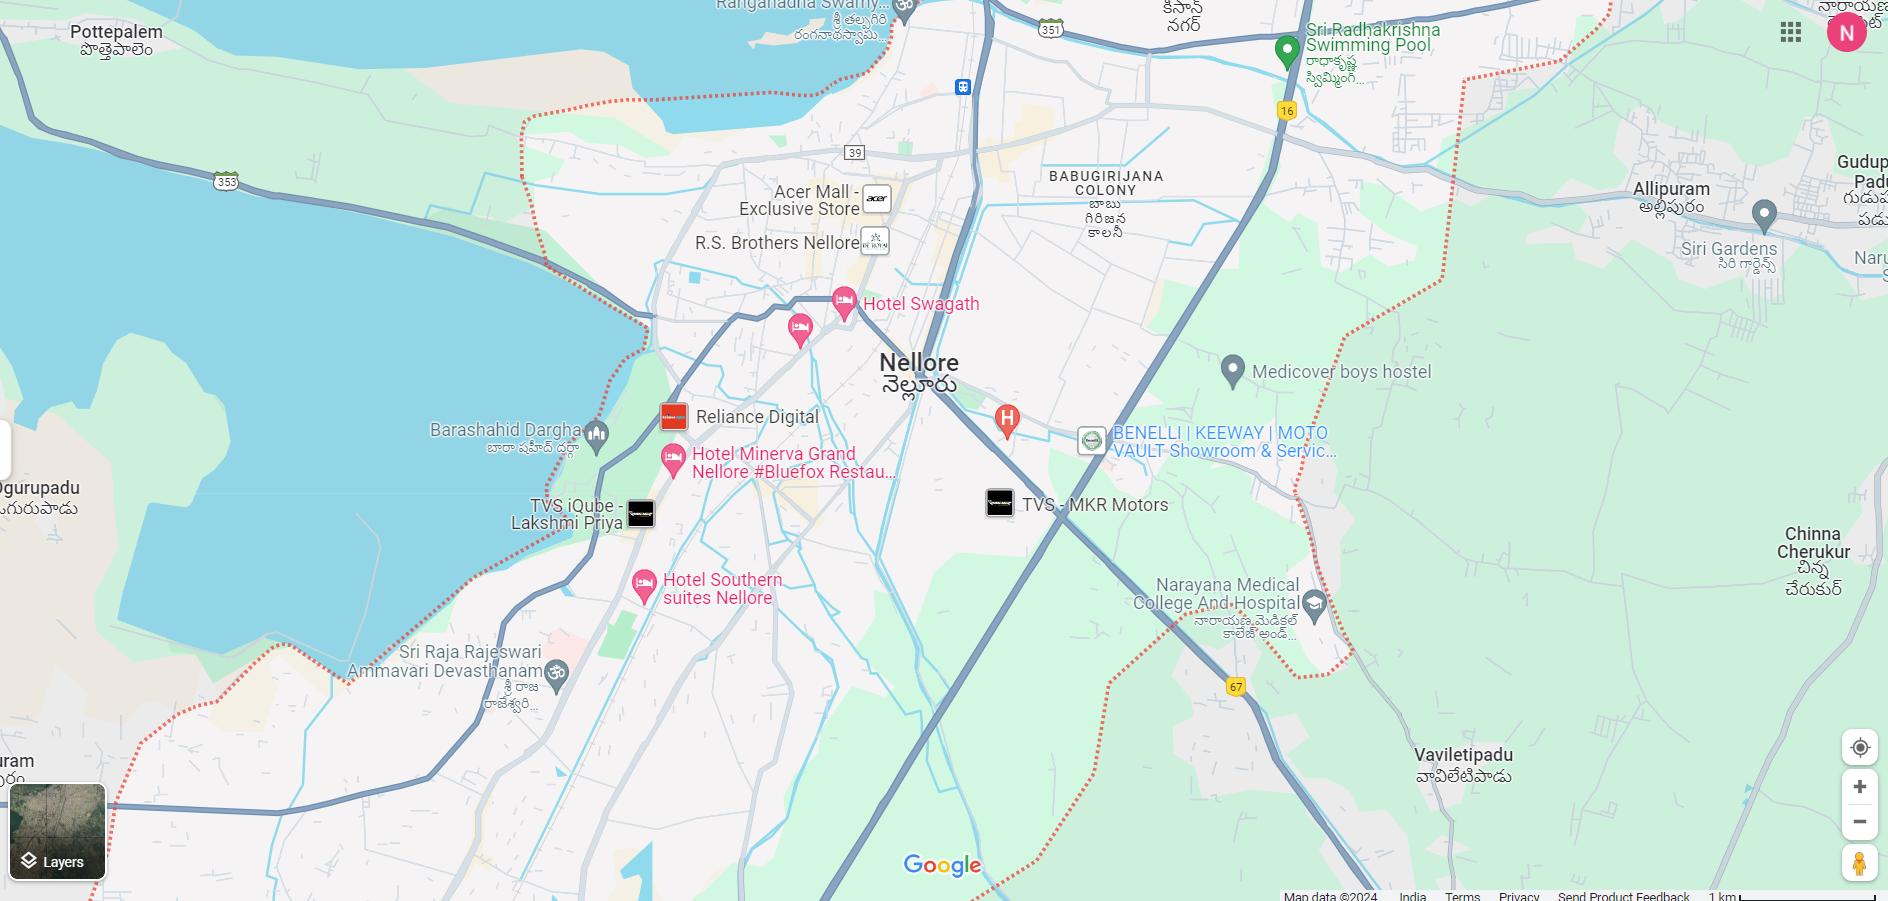 Ranganadha Swamy...
శ్రీ తల్పగిరి
రంగనాథస్వామి...
Pottepalem
పొత్తెపాలెం
351
కిసాన్
నగర్
Sri Radhakrishna
Swimming Pool
రాధాకృష్ణ
స్విమ్మింగ్...
N
16
39
353
BABUGIRIJANA
COLONY
బాబు
గిరిజన
కాలనీ
Allipuram
అల్లిపురం
Gudup
Padu
గుడుప
పడు
Siri Gardens
సిరి గార్డెన్స్
Naru
Acer Mall -
Exclusive Store
acer
R.S. Brothers Nellore
Hotel Swagath
Nellore
నెల్లూరు
Medicover boys hostel
Reliance Digital
Barashahid Dargha
బారా షహీద్ దర్గా
H
BENELLI | KEEWAY | MOTO
VAULT Showroom & Servic...
Hotel Minerva Grand
Nellore #Bluefox Restau...
Ogurupadu
ఓగురుపాడు
TVS iQube -
Lakshmi Priya
TVS - MKR Motors
Chinna
Cherukur
చిన్న
చేరుకుర్
Hotel Southern
suites Nellore
Narayana Medical
College And Hospital
నారాయణ మెడికల్
కాలేజ్ అండ్...
Sri Raja Rajeswari
Ammavari Devasthanam
శ్రీ రాజ
రాజేశ్వరి...
67
Vaviletipadu
వావిలేటిపాడు
uram
Layers
Google
Map data ©2024 India Terms Privacy Send Product Feedback 1 km